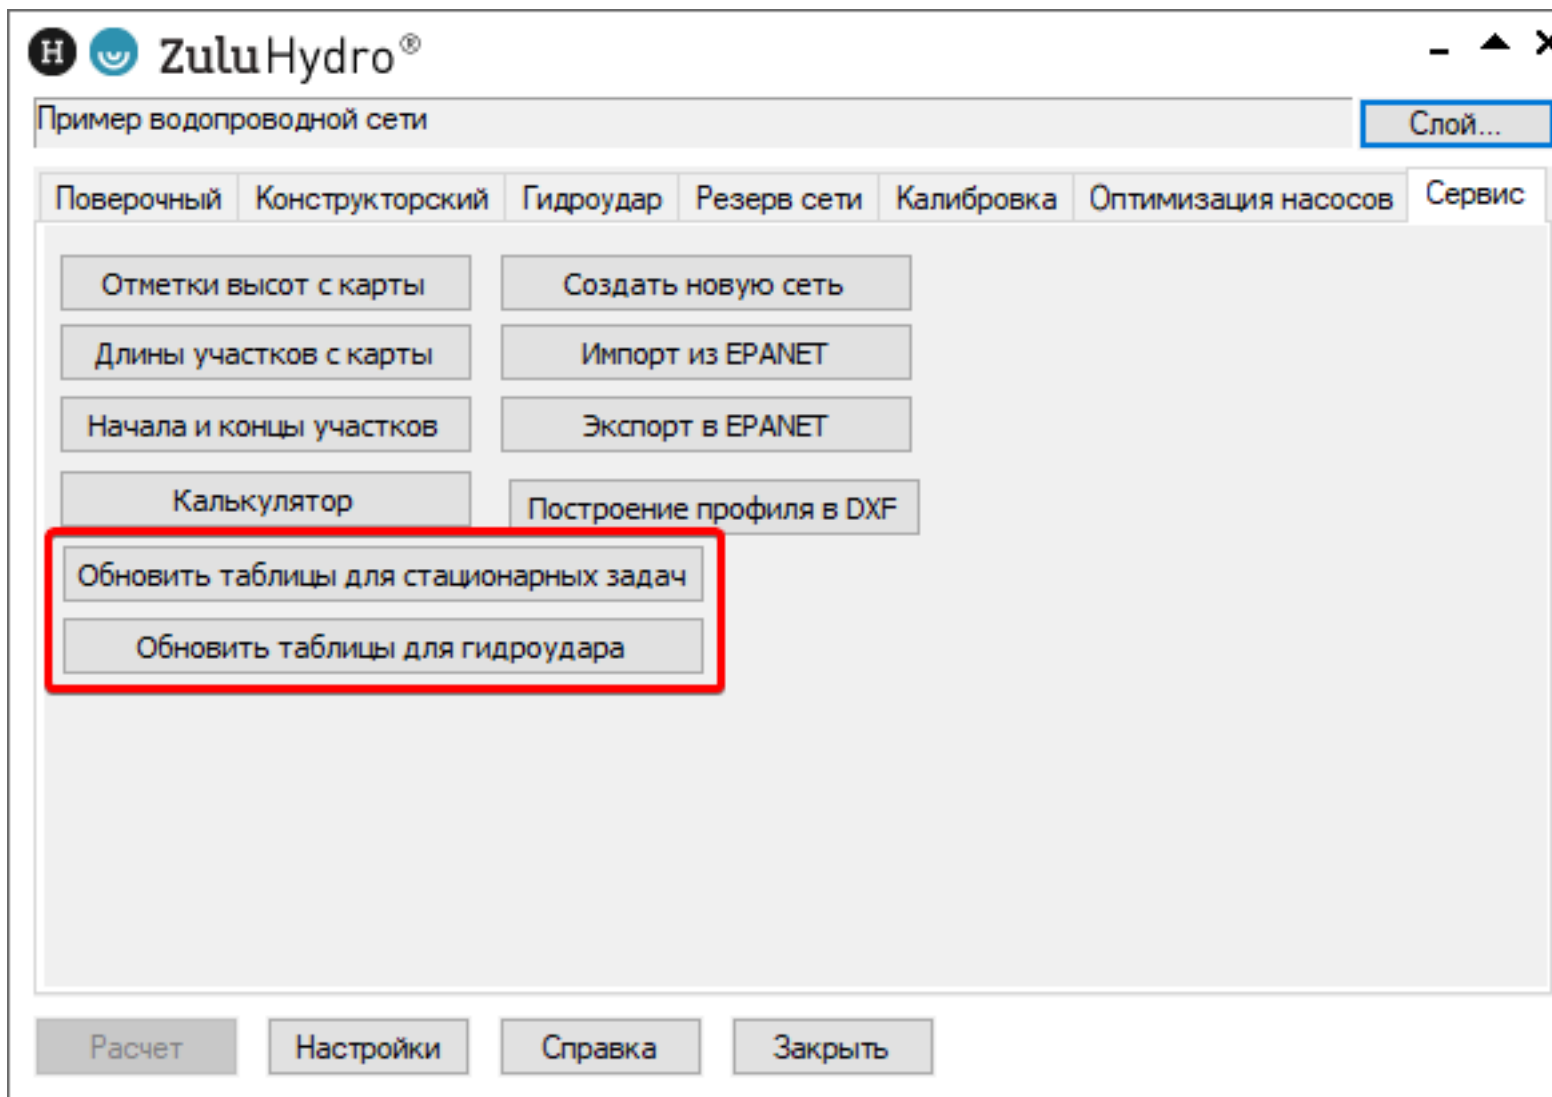 H ZuluHydro®
Пример водопроводной сети Слой...
Поверочный Конструкторский Гидроудар Резерв сети Калибровка Оптимизация насосов Сервис
Отметки высот с карты Создать новую сеть
Длины участков с карты Импорт из EPANET
Начала и концы участков Экспорт в EPANET
Калькулятор Построение профиля в DXF
Обновить таблицы для стационарных задач
Обновить таблицы для гидроудара
Расчет Настройки Справка Закрыть